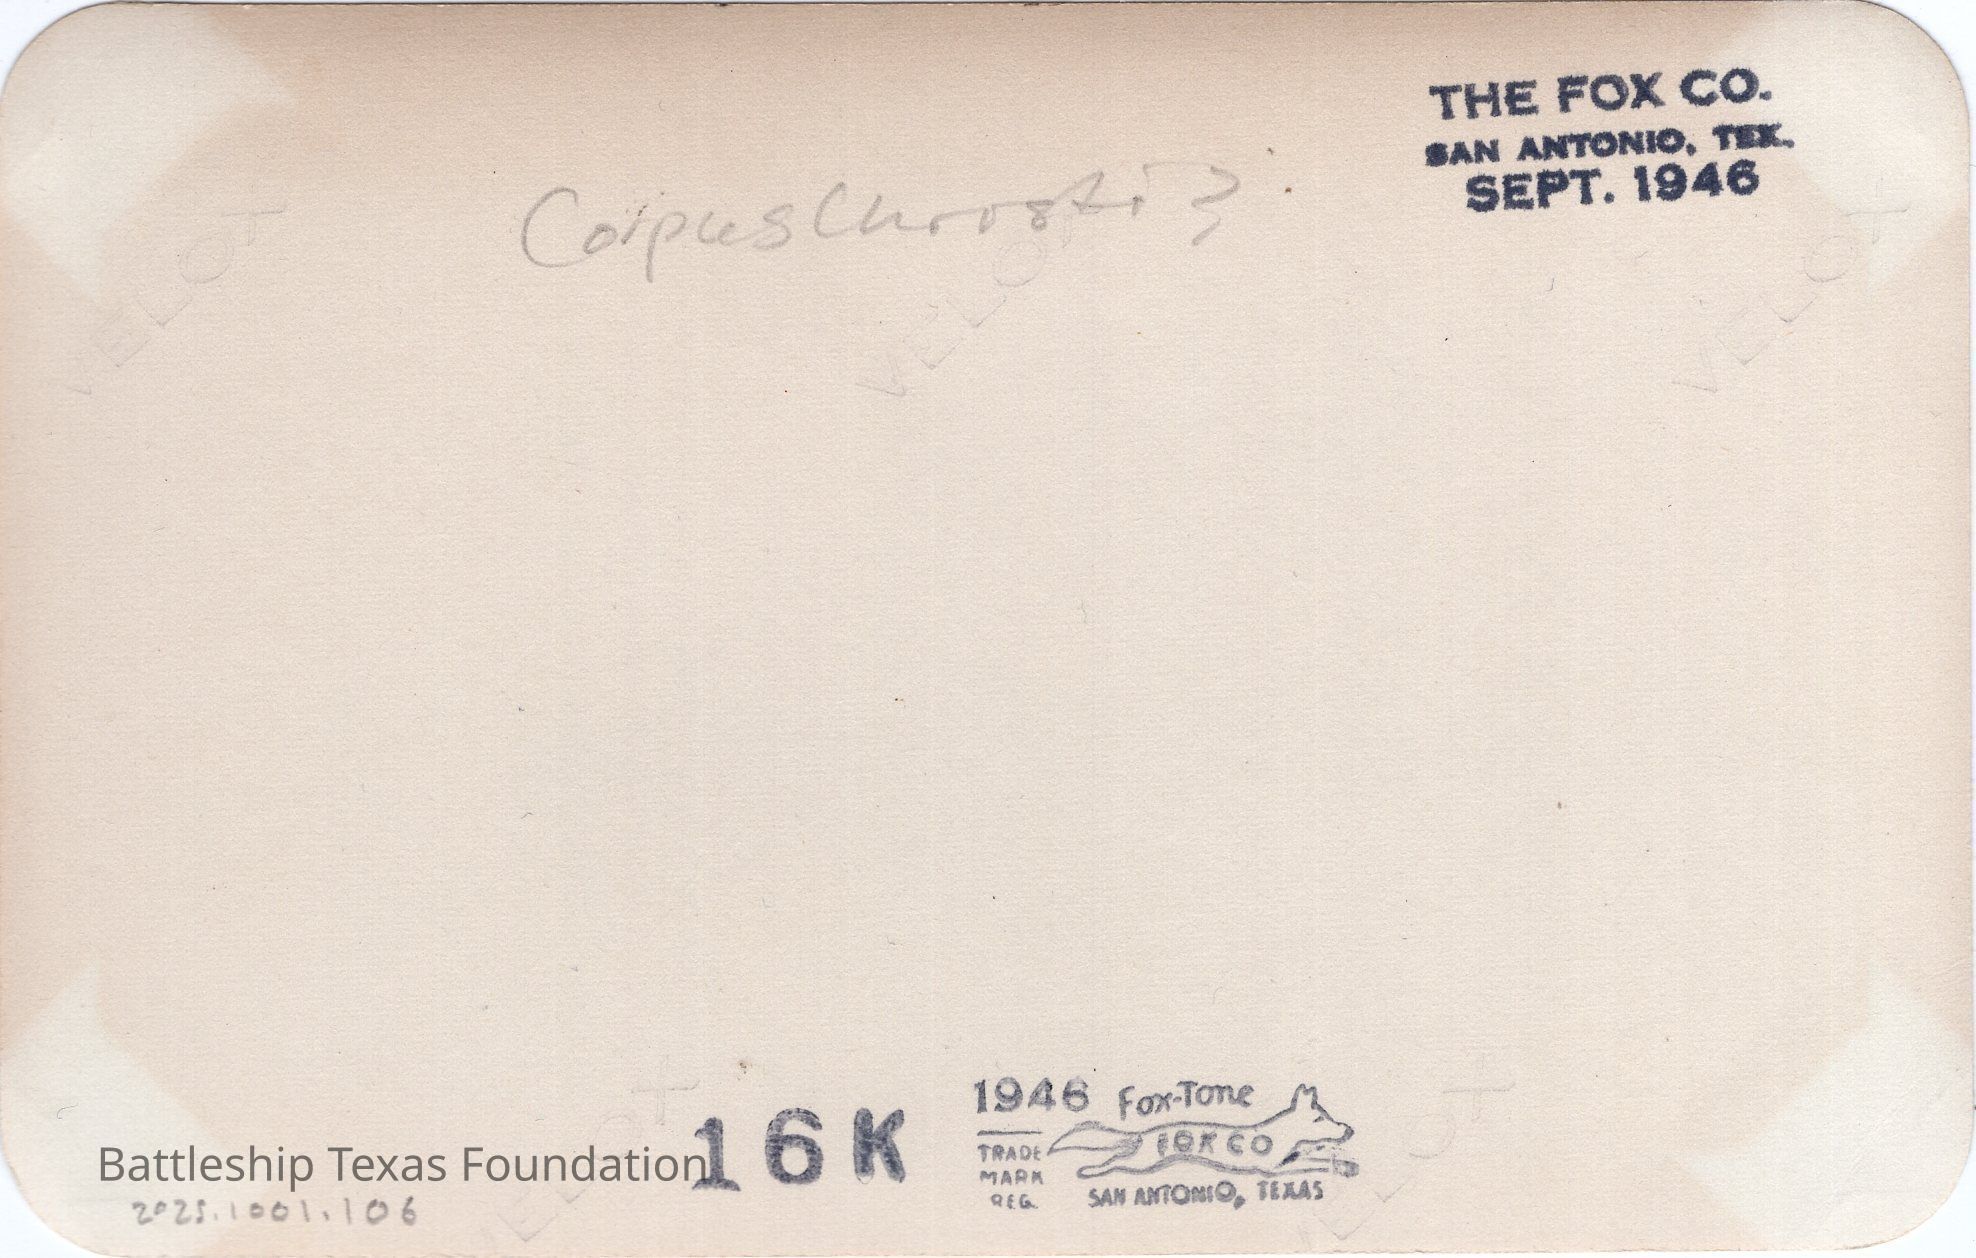 THE FOX CO.
SAN ANTONIO, TEX.
SEPT. 1946
Corpus Christi ?
VELOX
VELOX
VELOX
16K
1946 Fox-Tone
FOX CO
TRADE
MARK
REG.
SAN ANTONIO, TEXAS
Battleship Texas Foundation
2025.1001.106